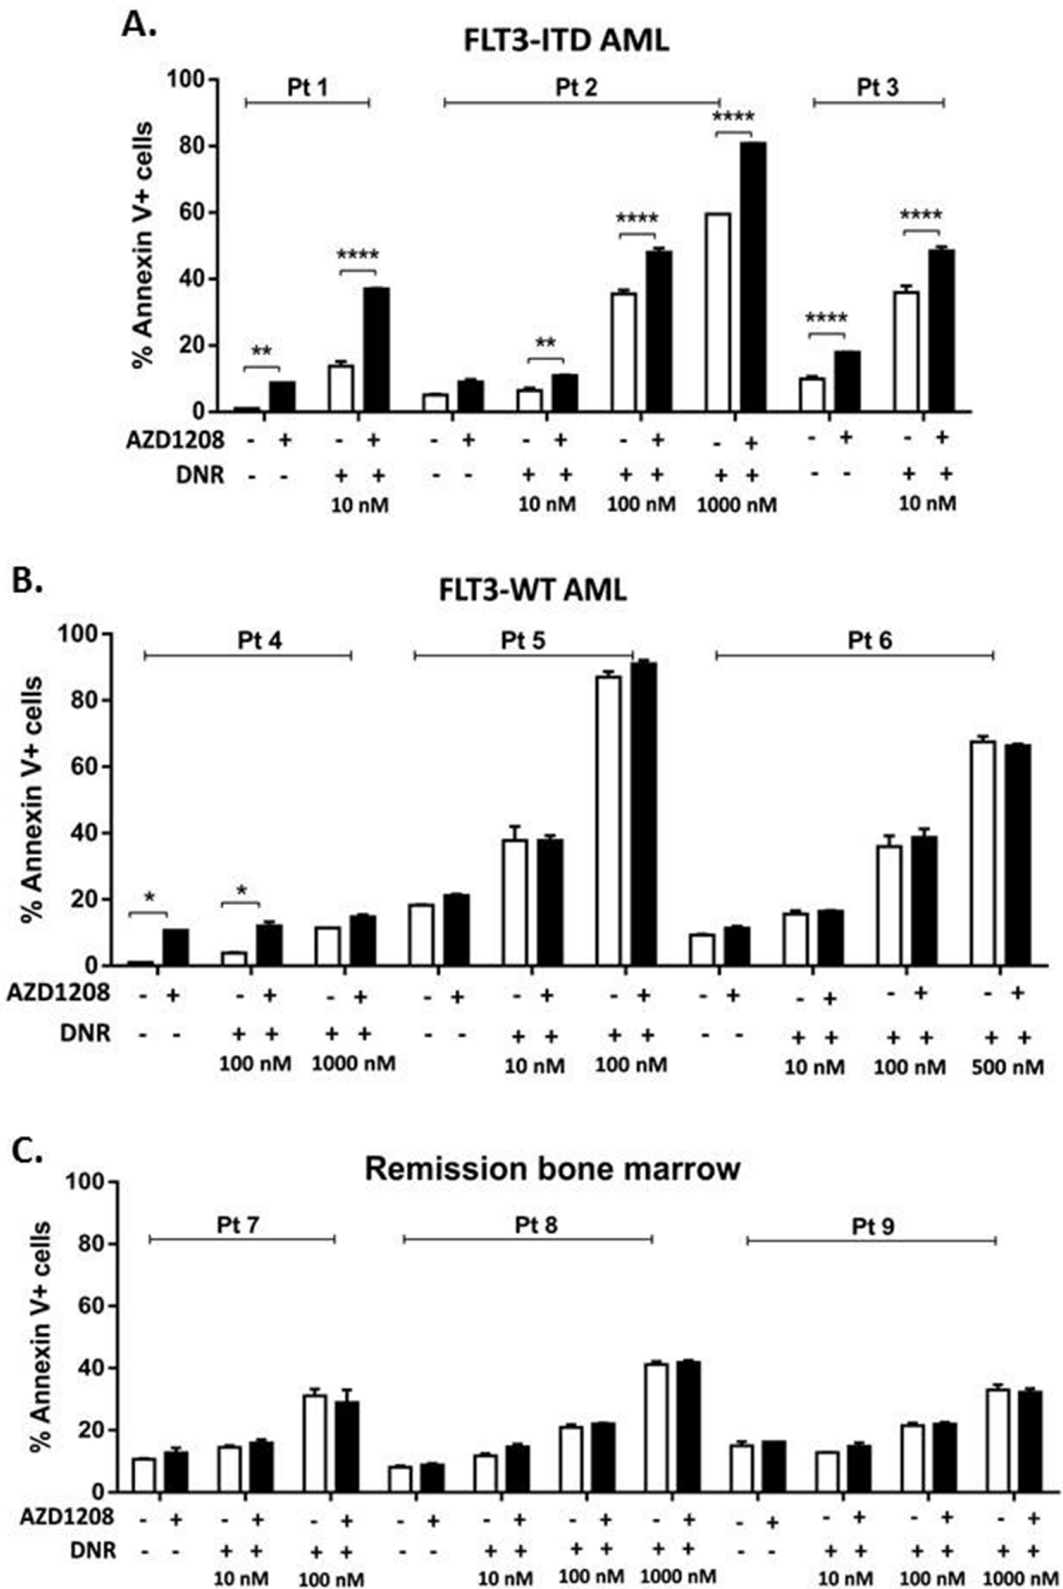 A.
FLT3-ITD AML
% Annexin V+ cells
100
80
60
40
20
0
Pt 1
Pt 2
Pt 3
**
****
**
****
****
****
****
AZD1208 - + - + - + - + - + - + - + - +
DNR - - + + - - + + + + + + - - + +
10 nM 10 nM 100 nM 1000 nM 10 nM
B.
FLT3-WT AML
% Annexin V+ cells
100
80
60
40
20
0
Pt 4
Pt 5
Pt 6
*
*
AZD1208 - + - + - + - + - + - + - + - + - + - +
DNR - - + + + + - - + + + + - - + + + + + +
100 nM 1000 nM 10 nM 100 nM 10 nM 100 nM 500 nM
C.
Remission bone marrow
% Annexin V+ cells
100
80
60
40
20
0
Pt 7
Pt 8
Pt 9
AZD1208 - + - + - + - + - + - + - + - + - + - + - +
DNR - - + + + + - - + + + + + + - - + + + + + +
10 nM 100 nM 10 nM 100 nM 1000 nM 10 nM 100 nM 1000 nM